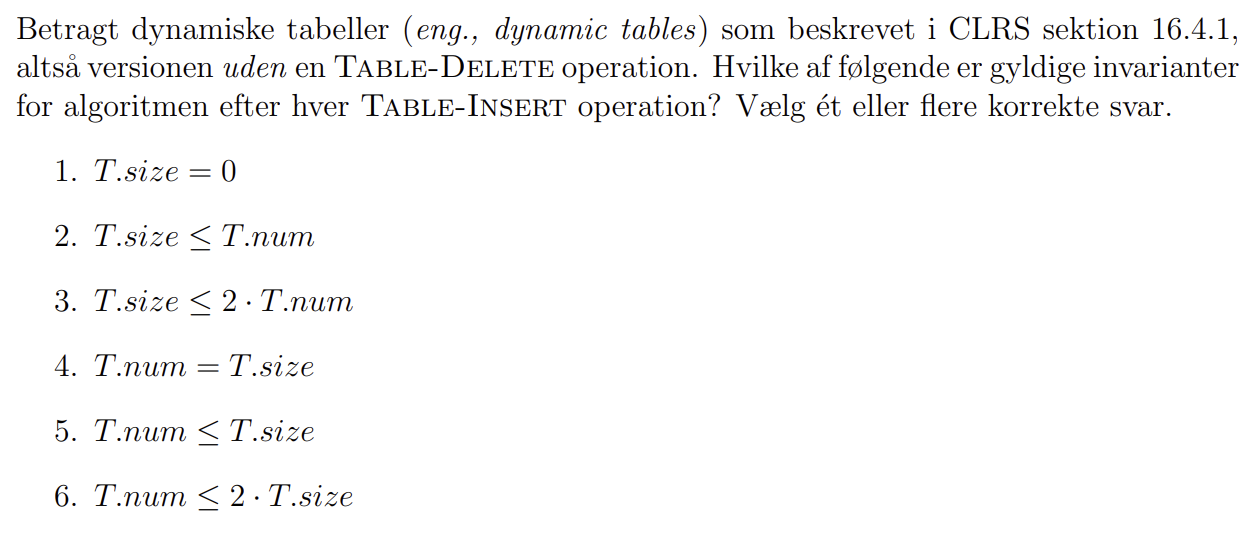 Betragt dynamiske tabeller (eng., dynamic tables) som beskrevet i CLRS sektion 16.4.1,
altså versionen uden en TABLE-DELETE operation. Hvilke af følgende er gyldige invarianter
for algoritmen efter hver TABLE-INSERT operation? Vælg ét eller flere korrekte svar.
1. T.size = 0
2. T.size ≤ T.num
3. T.size ≤ 2 · T.num
4. T.num = T.size
5. T.num ≤ T.size
6. T.num ≤ 2 · T.size